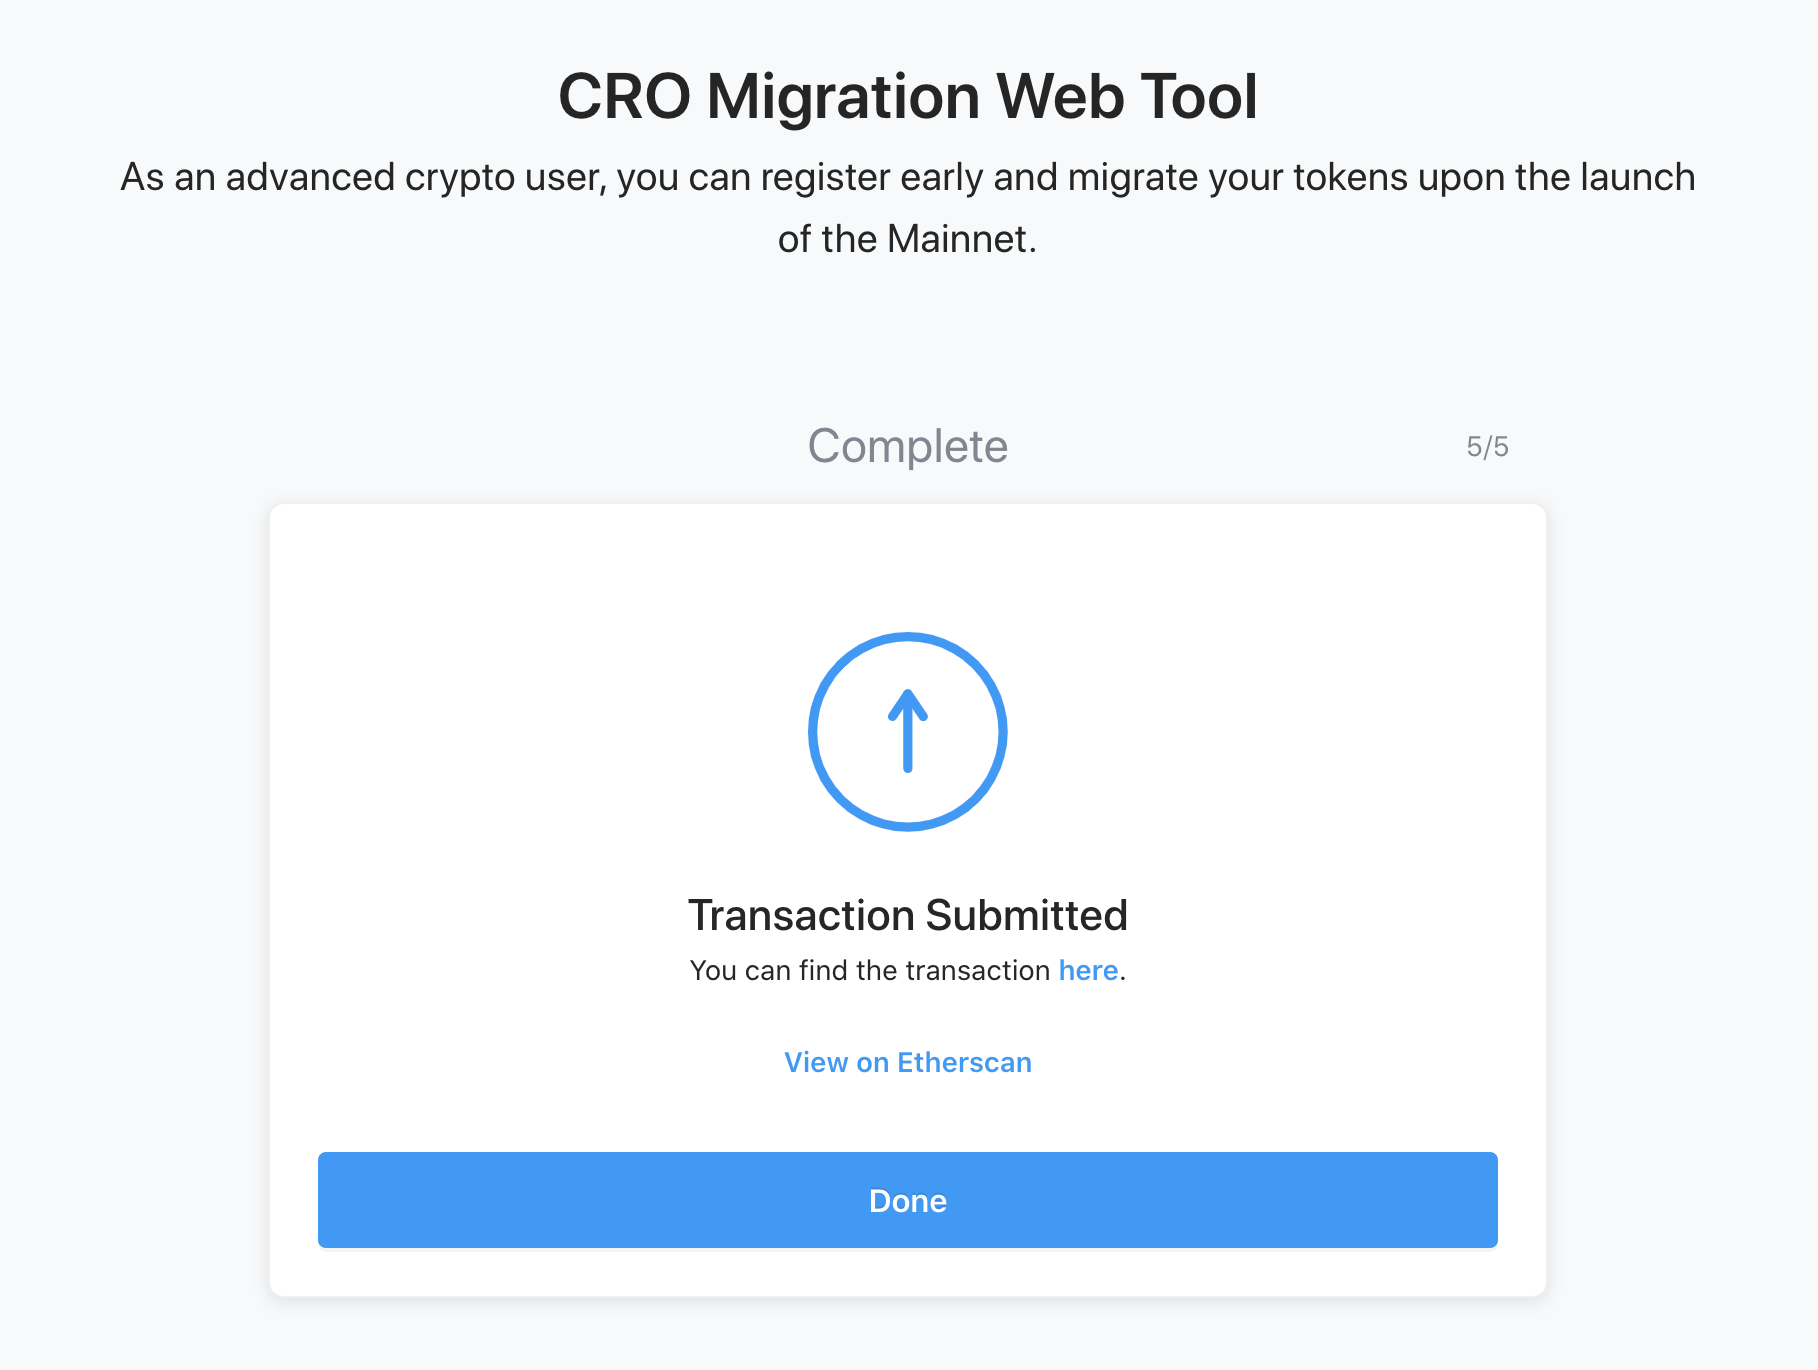 CRO Migration Web Tool
As an advanced crypto user, you can register early and migrate your tokens upon the launch
of the Mainnet.
Complete
5/5
Transaction Submitted
You can find the transaction here.
View on Etherscan
Done